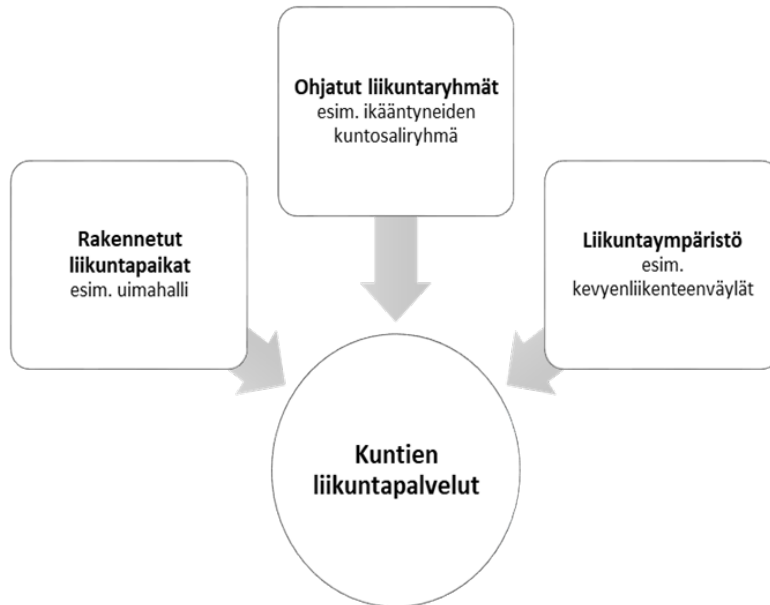 Ohjatut liikuntaryhmät
esim. ikääntyneiden
kuntosaliryhmä
Rakennetut
liikuntapaikat
esim. uimahalli
Liikuntaympäristö
esim.
kevyenliikenteenväylät
Kuntien
liikuntapalvelut